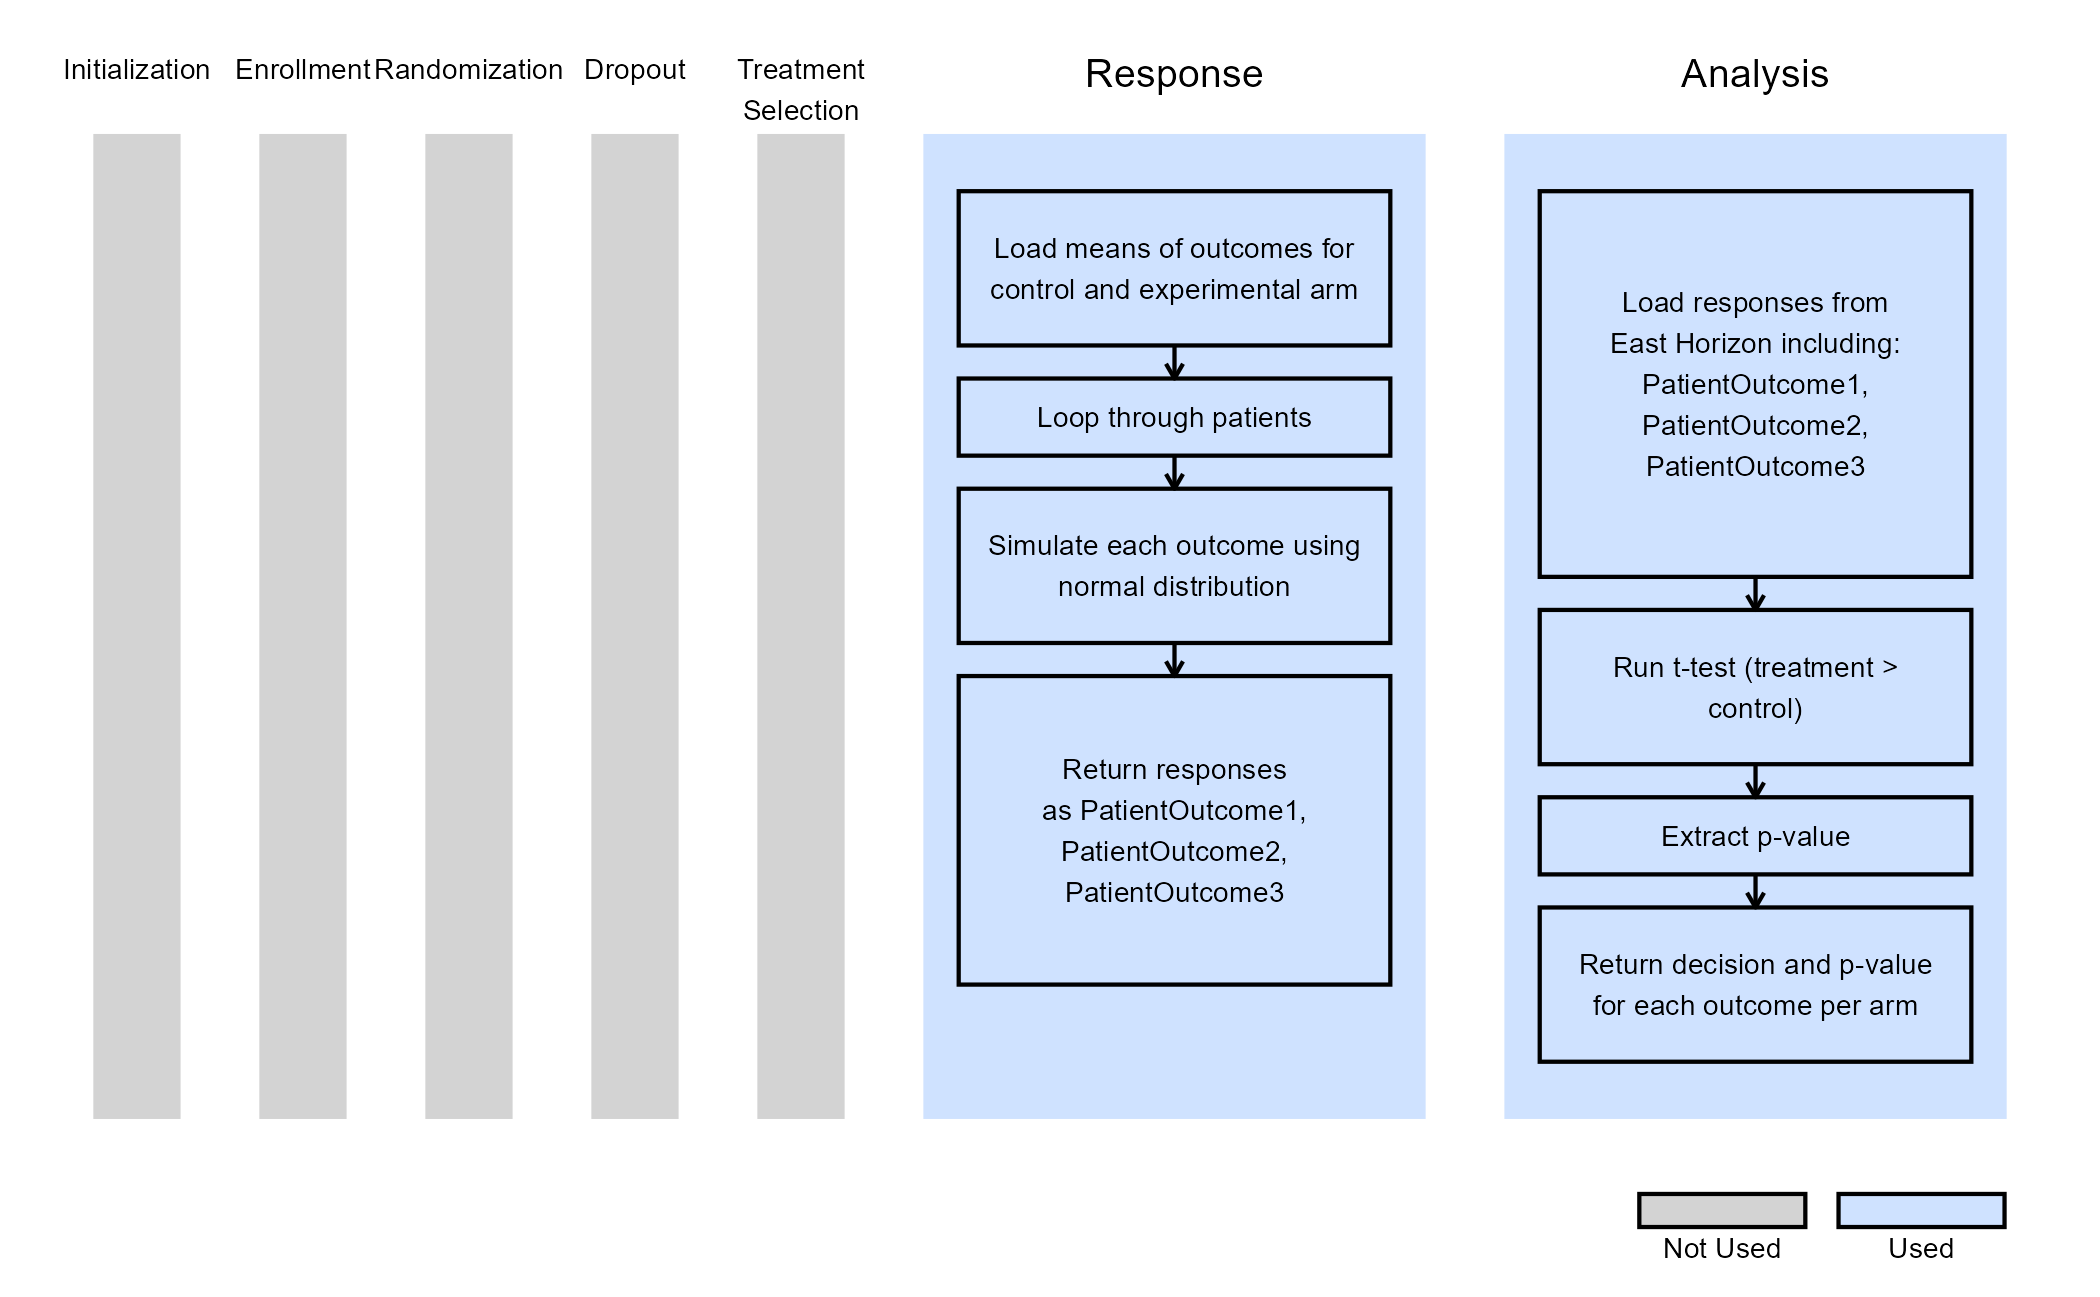 Initialization
Enrollment
Randomization
Dropout
Treatment
Selection
Response
Analysis
Load means of outcomes for
control and experimental arm
Loop through patients
Simulate each outcome using
normal distribution
Return responses
as PatientOutcome1,
PatientOutcome2,
PatientOutcome3
Load responses from
East Horizon including:
PatientOutcome1,
PatientOutcome2,
PatientOutcome3
Run t-test (treatment >
control)
Extract p-value
Return decision and p-value
for each outcome per arm
Not Used
Used